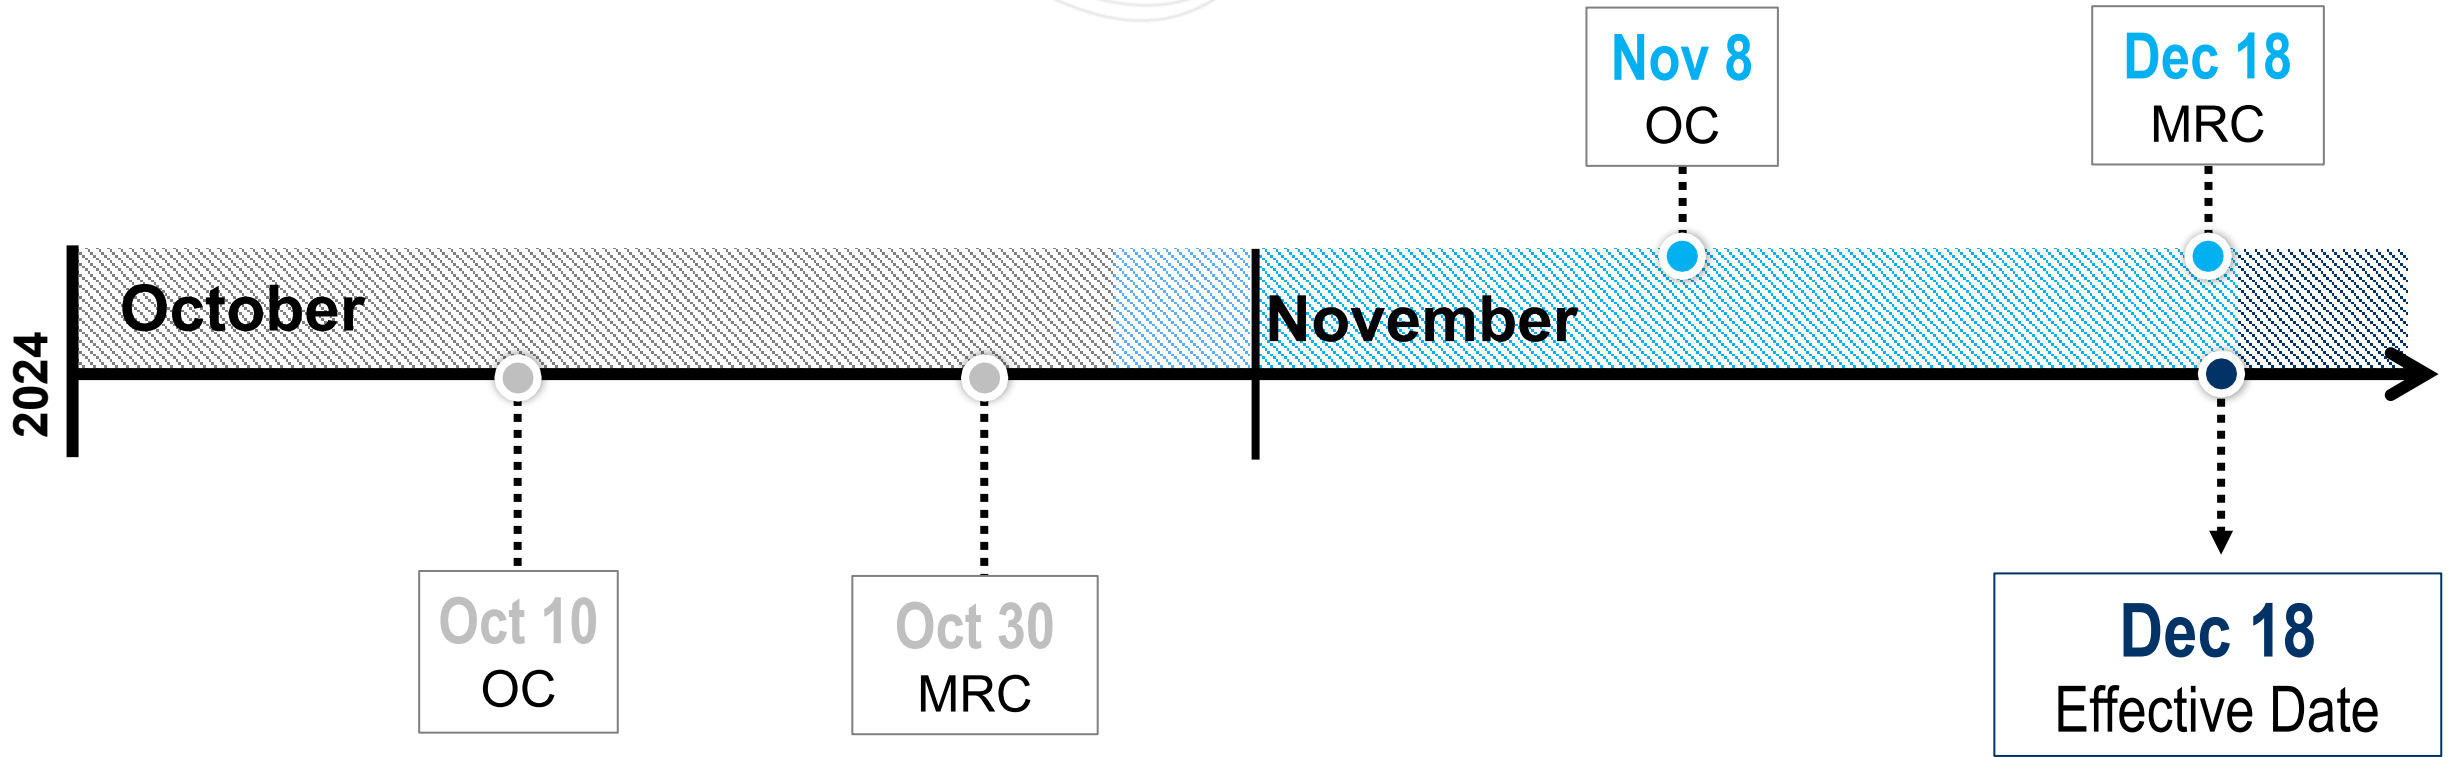 Nov 8
OC
Dec 18
MRC
October
November
2024
Oct 10
OC
Oct 30
MRC
Dec 18
Effective Date